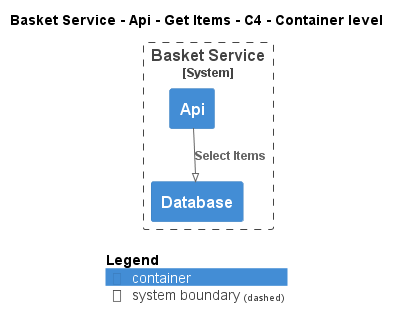 Basket Service - Api - Get Items - C4 - Container level
Basket Service
[System]
Api
Select Items
Database
Legend
container
system boundary (dashed)